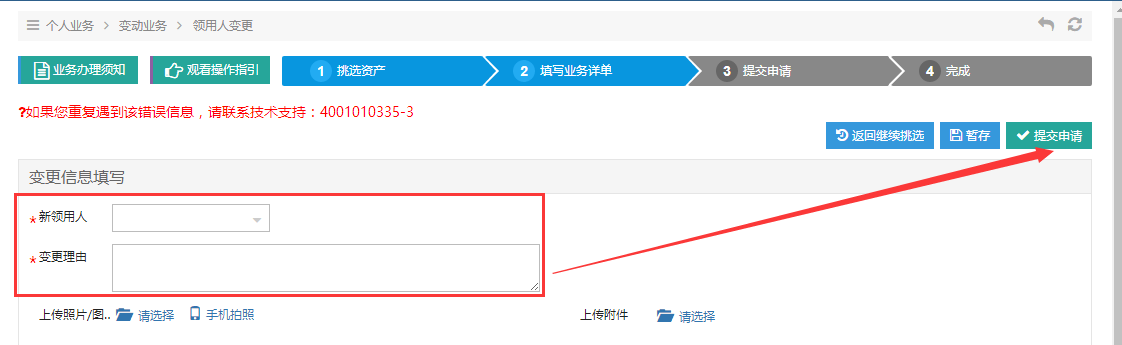 个人业务 > 变动业务 > 领用人变更
业务办理须知 观看操作指引 1 挑选资产 2 填写业务详单 3 提交申请 4 完成
?如果您重复遇到该错误信息，请联系技术支持：4001010335-3
返回继续挑选 暂存 提交申请
变更信息填写
*新领用人
*变更理由
上传照片/图.. 请选择 手机拍照 上传附件 请选择